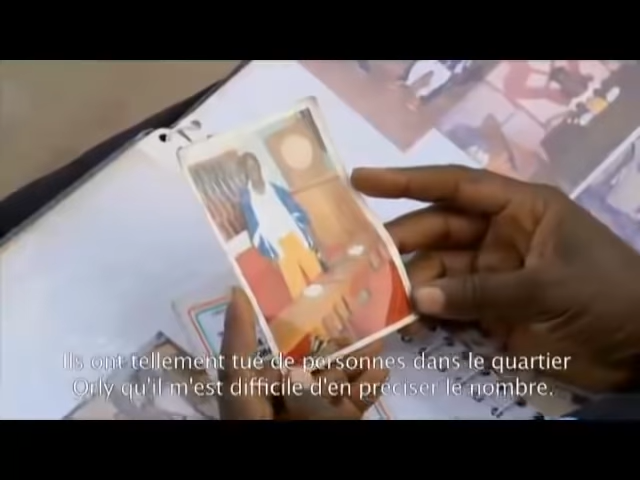 Ils ont tellement tué de personnes dans le quartier
Orly qu'il m'est difficile d'en préciser le nombre.